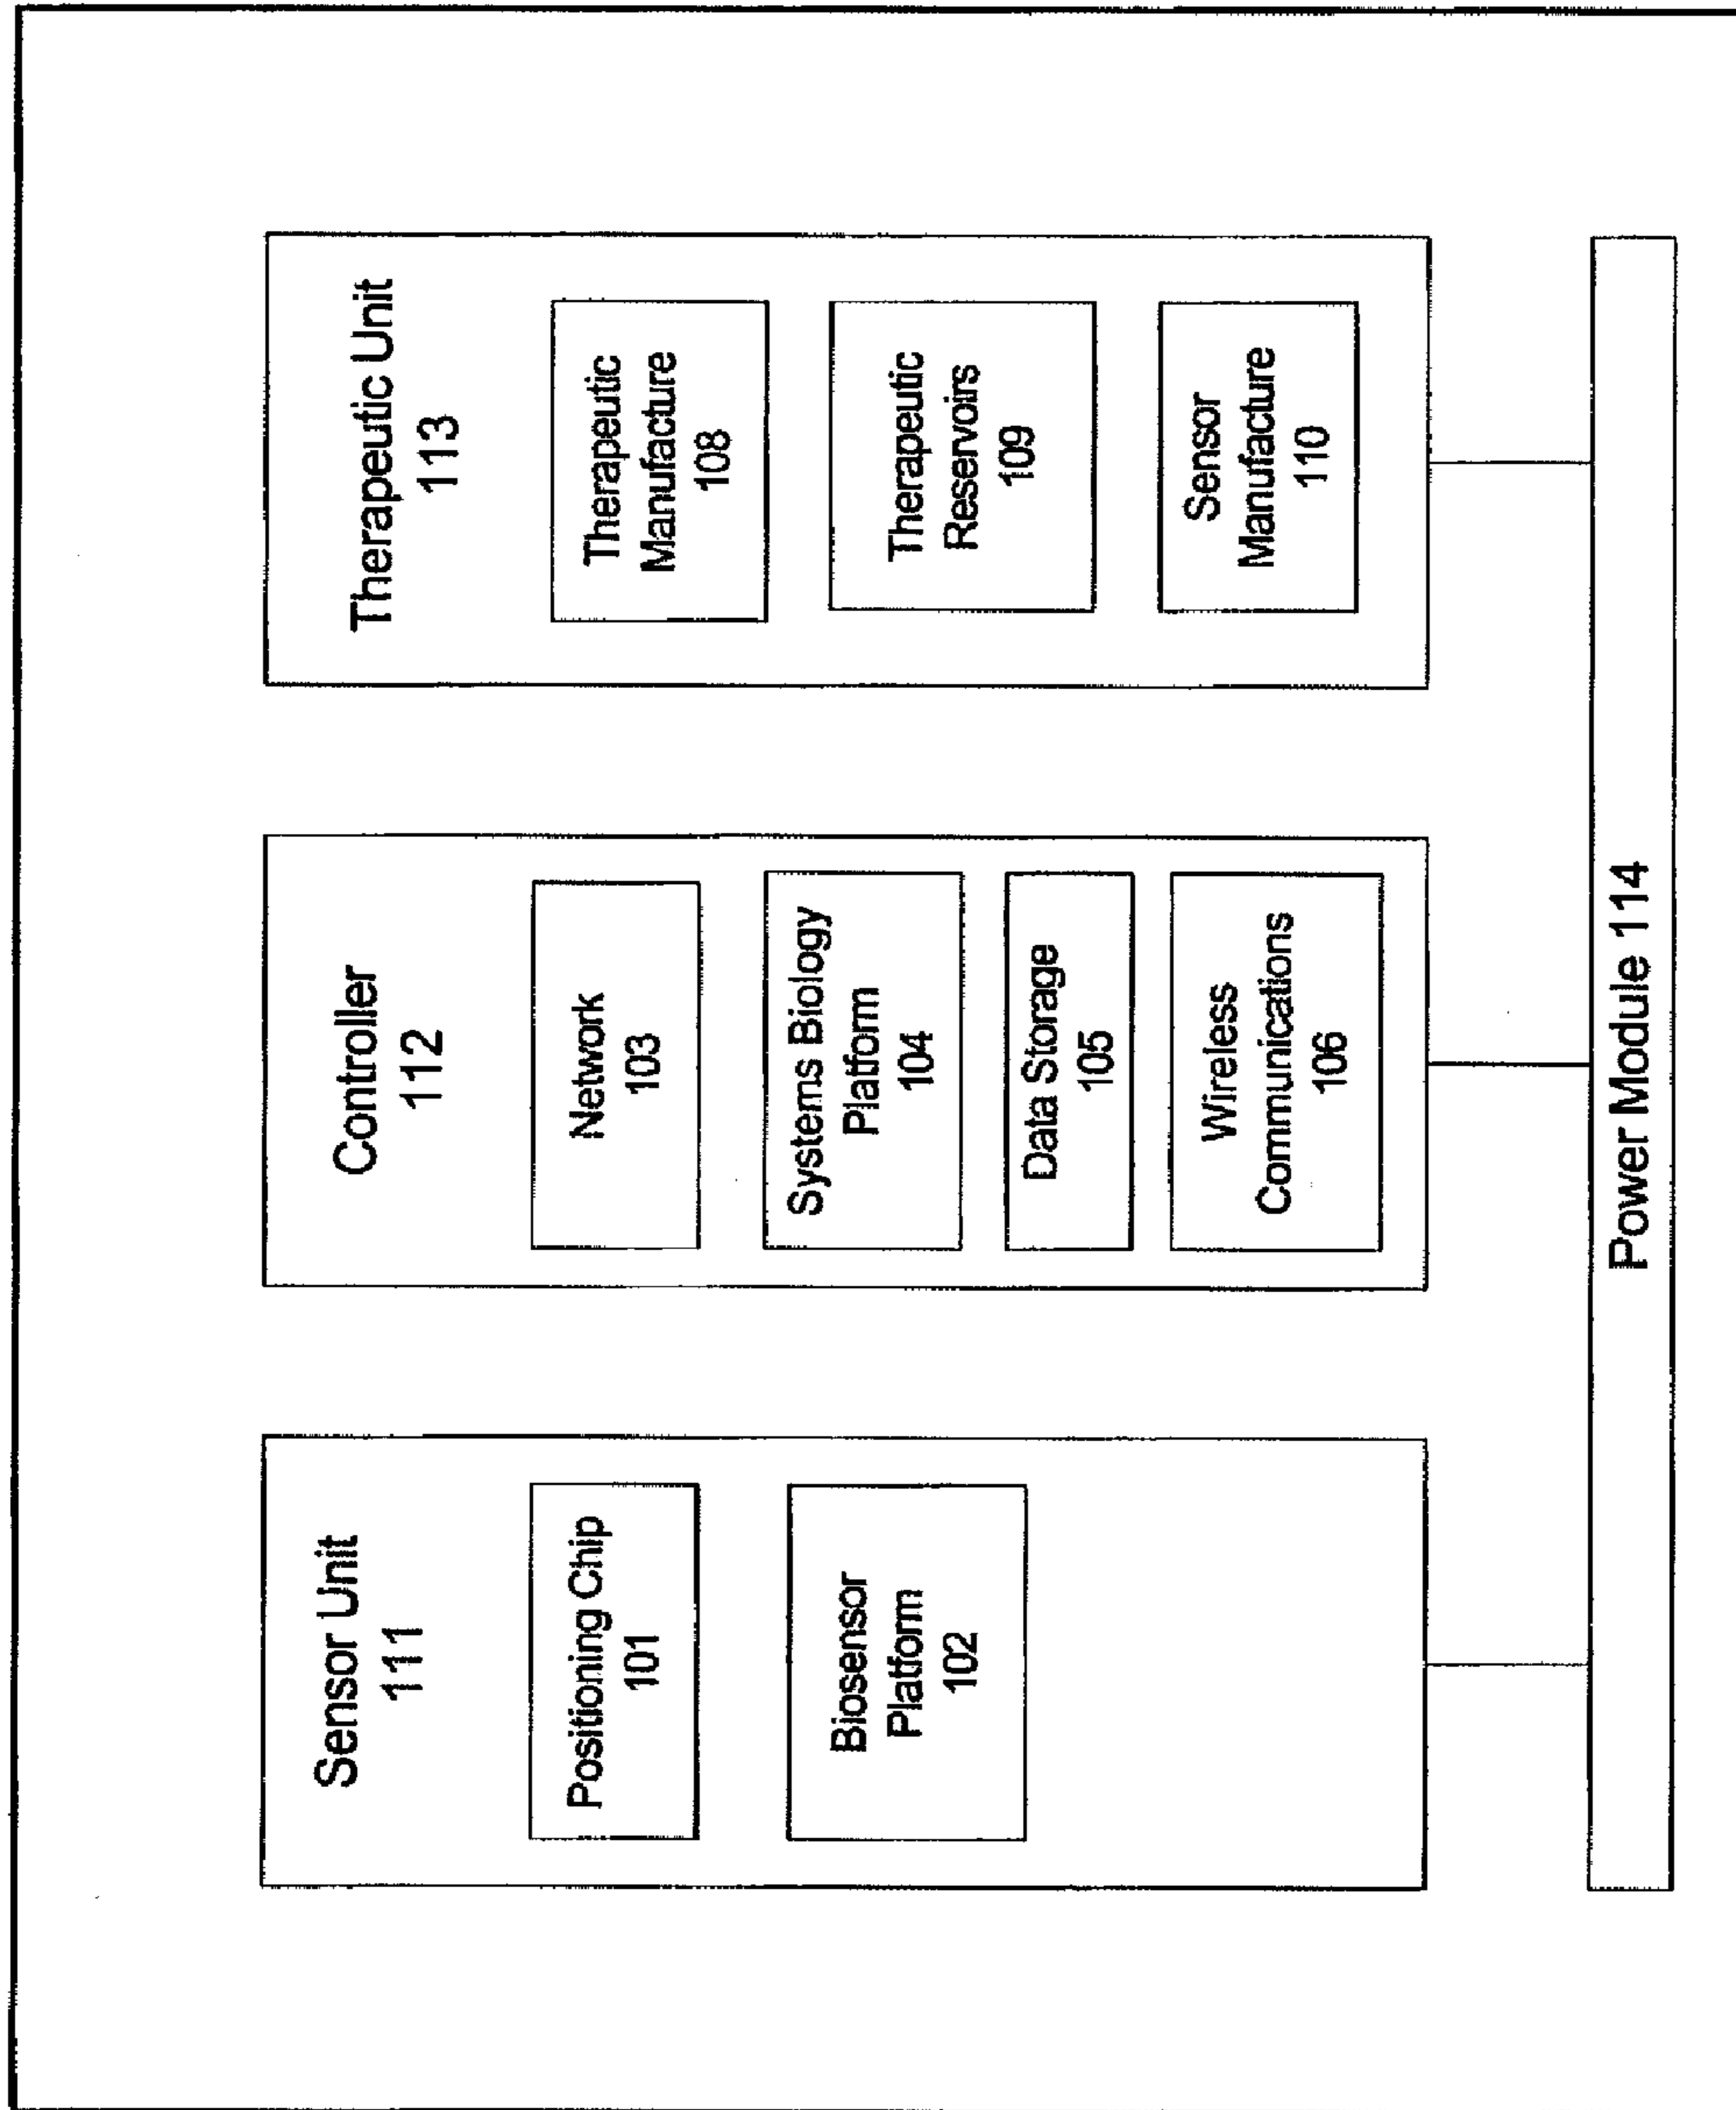 Sensor Unit
111
Positioning Chip
101
Biosensor
Platform
102
Controller
112
Network
103
Systems Biology
Platform
104
Data Storage
105
Wireless
Communications
106
Therapeutic Unit
113
Therapeutic
Manufacture
108
Therapeutic
Reservoirs
109
Sensor
Manufacture
110
Power Module 114